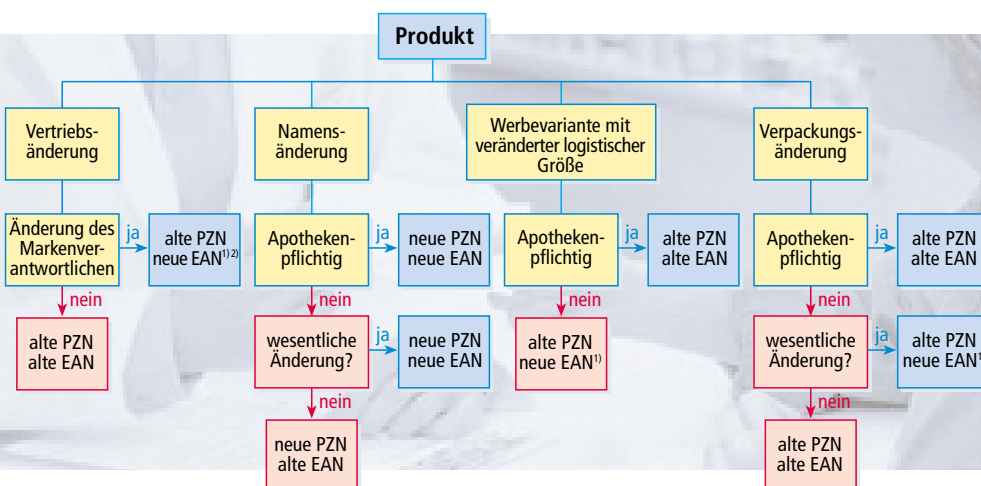 Produkt
Vertriebs-
änderung
Namens-
änderung
Werbevariante mit
veränderter logistischer
Größe
Verpackungs-
änderung
Änderung des
Markenver-
antwortlichen
ja
alte PZN
neue EAN¹⁾ ²⁾
nein
alte PZN
alte EAN
Apotheken-
pflichtig
ja
neue PZN
neue EAN
nein
wesentliche
Änderung?
ja
neue PZN
neue EAN
nein
neue PZN
alte EAN
Apotheken-
pflichtig
ja
alte PZN
alte EAN
nein
alte PZN
neue EAN¹⁾
Apotheken-
pflichtig
ja
alte PZN
alte EAN
nein
wesentliche
Änderung?
ja
alte PZN
neue EAN¹
nein
alte PZN
alte EAN